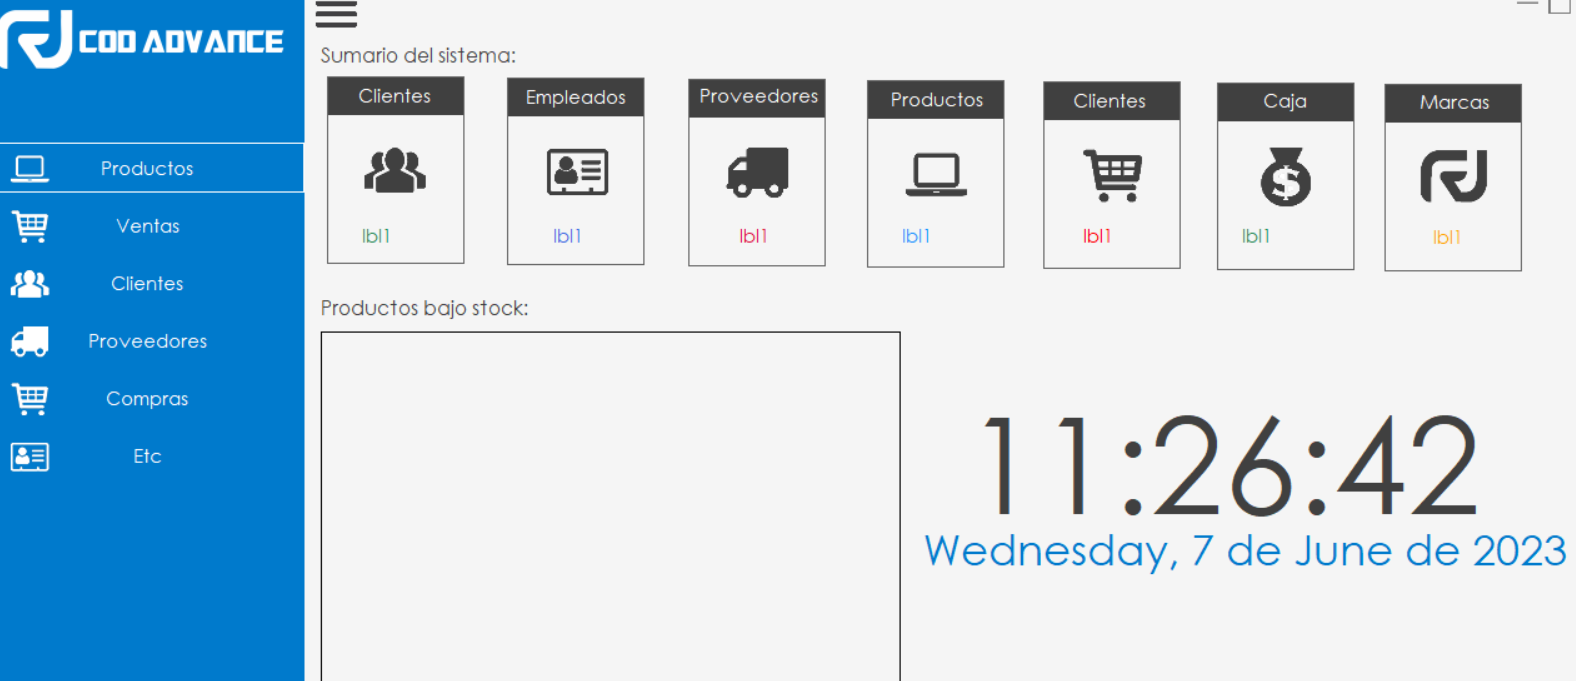 COD ADVANCE
Productos
Ventas
Clientes
Proveedores
Compras
Etc
Sumario del sistema:
Clientes
Empleados
Proveedores
Productos
Clientes
Caja
Marcas
lbl1
lbl1
lbl1
lbl1
lbl1
lbl1
lbl1
Productos bajo stock:
11:26:42
Wednesday, 7 de June de 2023